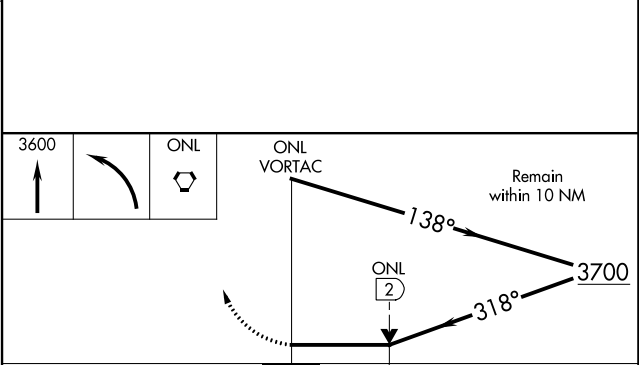 3600
ONL
ONL
VORTAC
Remain
within 10 NM
138°
3700
ONL
2
318°